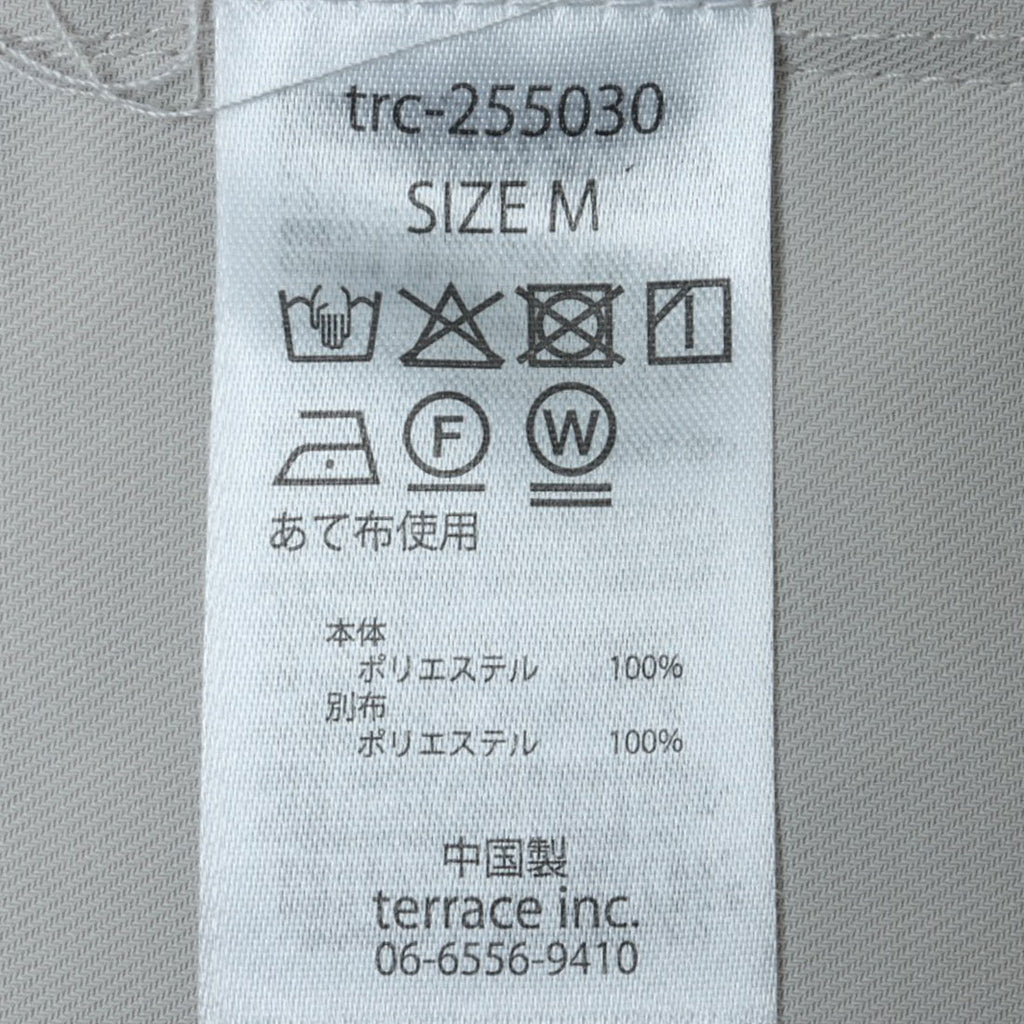 trc-255030
SIZE M
F W
あて布使用
本体
ポリエステル 100%
別布
ポリエステル 100%
中国製
terrace inc.
06-6556-9410